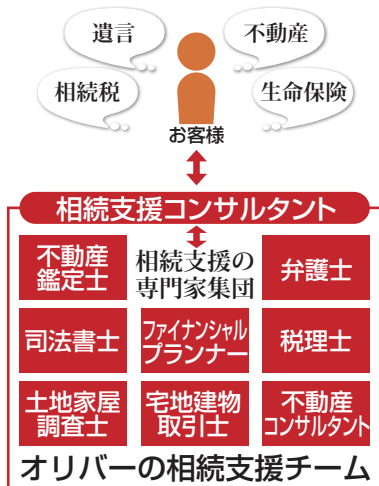 遺言
不動産
相続税
生命保険
お客様
相続支援コンサルタント
不動産
鑑定士
相続支援の
専門家集団
弁護士
司法書士
ファイナンシャル
プランナー
税理士
土地家屋
調査士
宅地建物
取引士
不動産
コンサルタント
オリバーの相続支援チーム